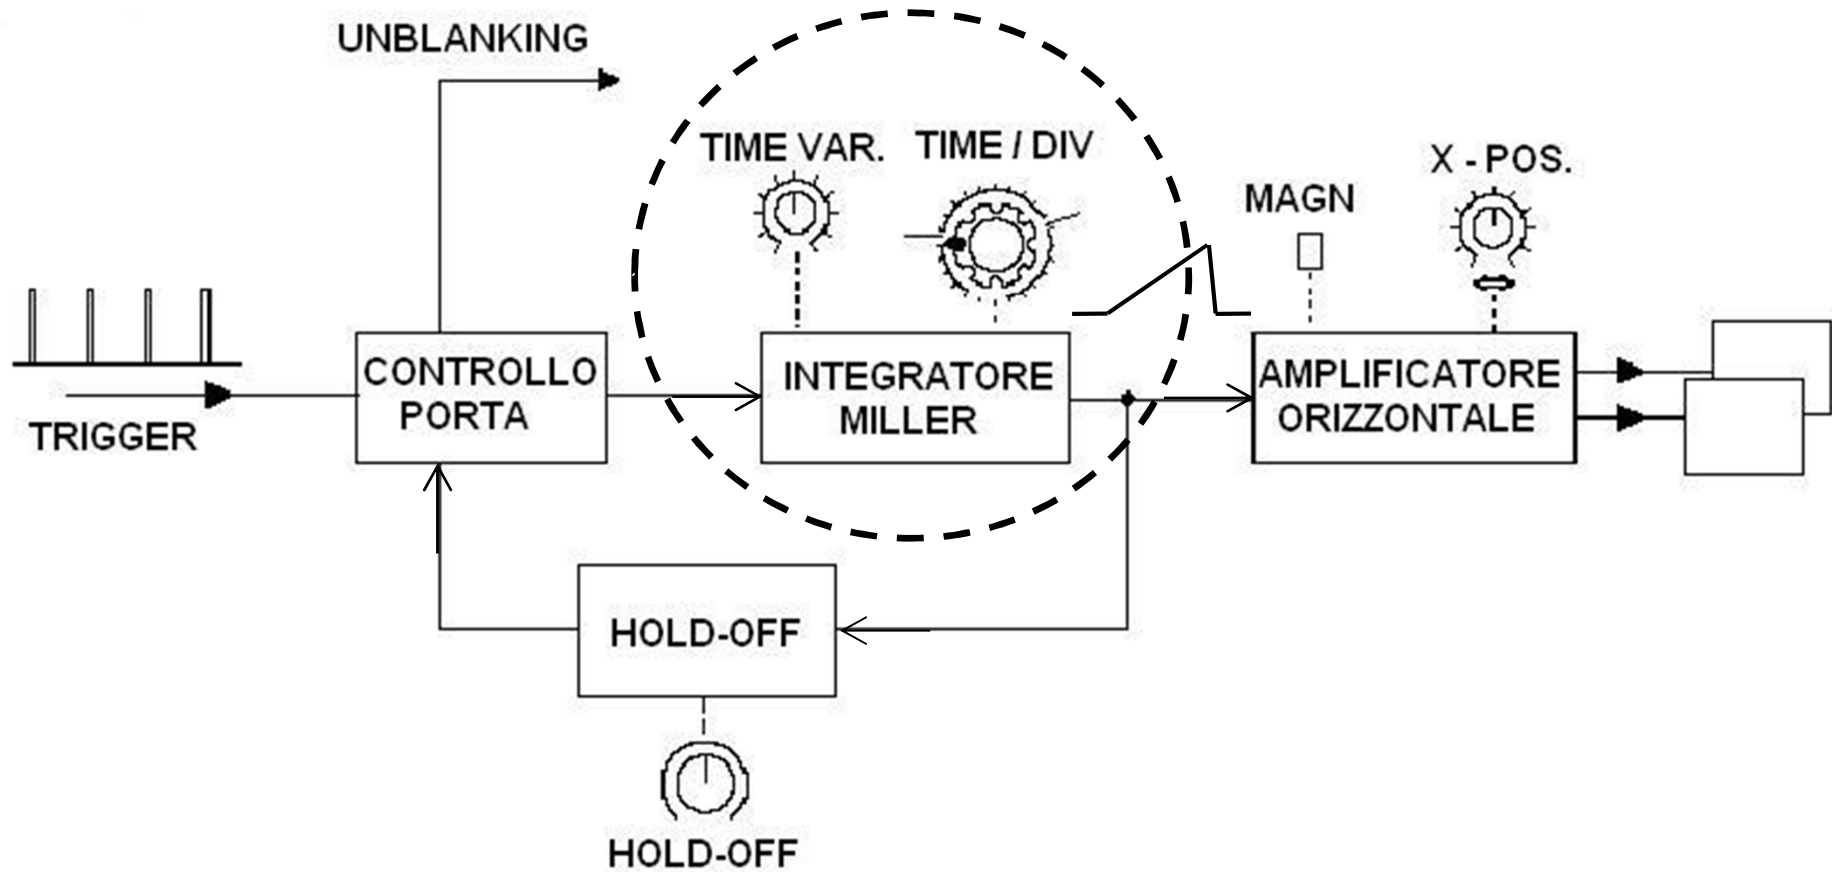 UNBLANKING
TIME VAR.
TIME / DIV
X - POS.
MAGN
TRIGGER
CONTROLLO
PORTA
INTEGRATORE
MILLER
AMPLIFICATORE
ORIZZONTALE
HOLD-OFF
HOLD-OFF